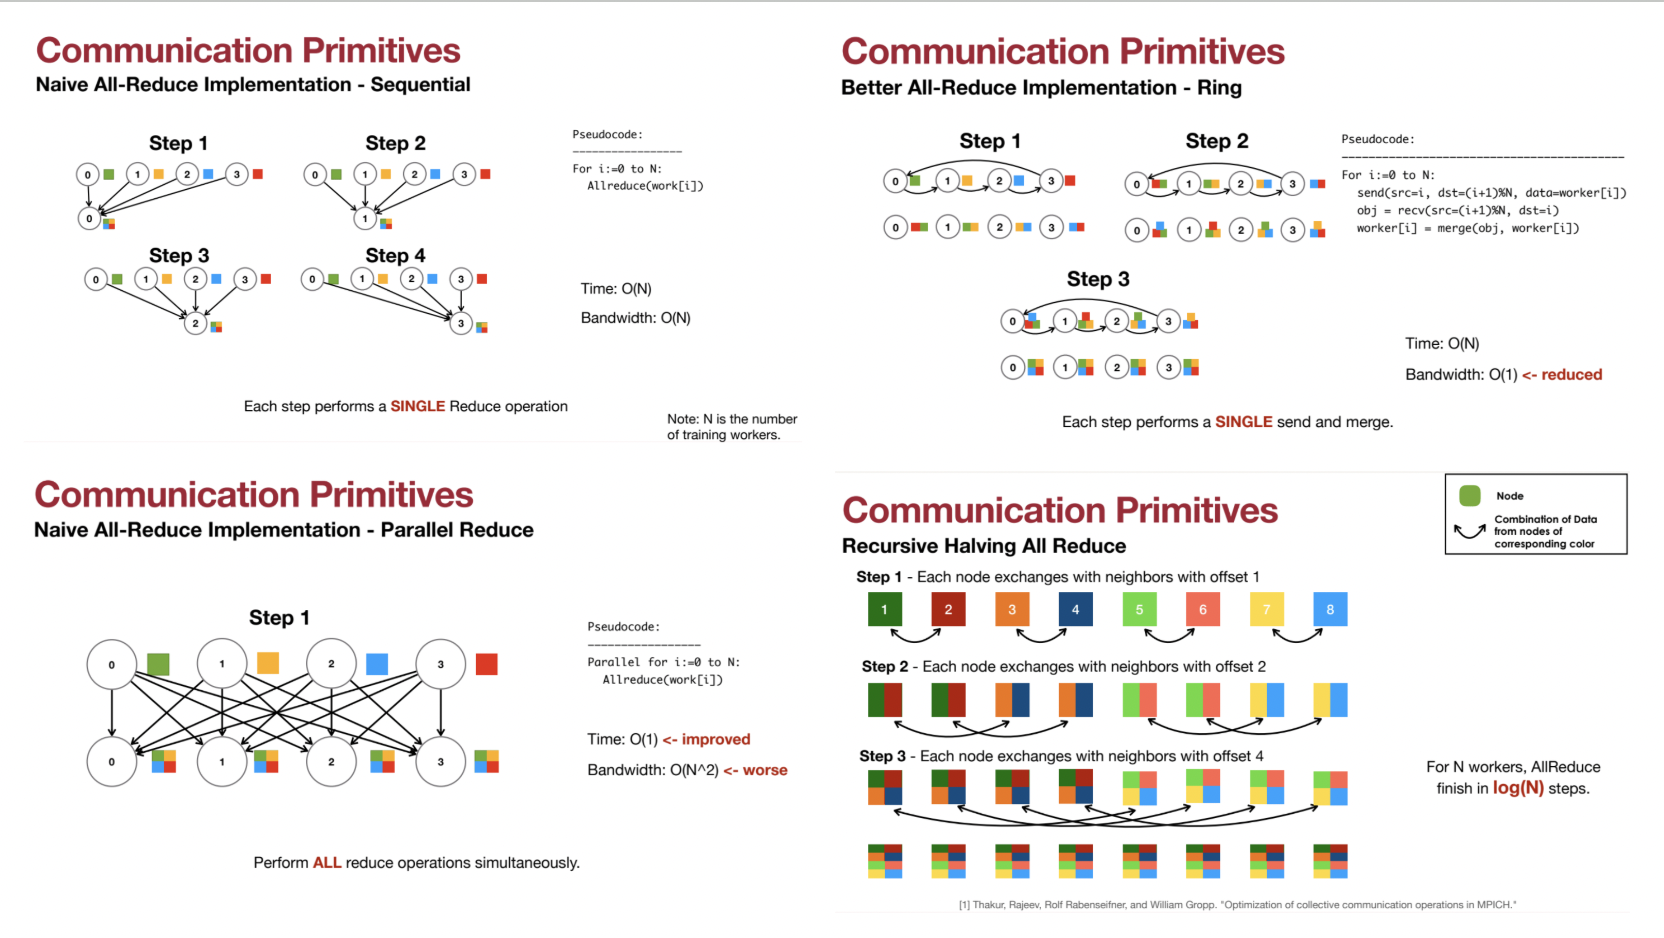 Communication Primitives
Naive All-Reduce Implementation - Sequential
Step 1
0
1
2
3
0
Step 2
0
1
2
3
1
Step 3
0
1
2
3
2
Step 4
0
1
2
3
3
Pseudocode:
-----------------
For i:=0 to N:
Allreduce(work[i])
Time: O(N)
Bandwidth: O(N)
Each step performs a SINGLE Reduce operation
Note: N is the number
of training workers.
Communication Primitives
Better All-Reduce Implementation - Ring
Step 1
0
1
2
3
0
1
2
3
Step 2
0
1
2
3
0
1
2
3
Step 3
0
1
2
3
0
1
2
3
Pseudocode:
--------------------------------------------
For i:=0 to N:
send(src=i, dst=(i+1)%N, data=worker[i])
obj = recv(src=(i+1)%N, dst=i)
worker[i] = merge(obj, worker[i])
Time: O(N)
Bandwidth: O(1) <- reduced
Each step performs a SINGLE send and merge.
Communication Primitives
Naive All-Reduce Implementation - Parallel Reduce
Step 1
0
1
2
3
0
1
2
3
Pseudocode:
------------------
Parallel for i:=0 to N:
Allreduce(work[i])
Time: O(1) <- improved
Bandwidth: O(N^2) <- worse
Perform ALL reduce operations simultaneously.
Communication Primitives
Recursive Halving All Reduce
Node
Combination of Data
from nodes of
corresponding color
Step 1 - Each node exchanges with neighbors with offset 1
1
2
3
4
5
6
7
8
Step 2 - Each node exchanges with neighbors with offset 2
Step 3 - Each node exchanges with neighbors with offset 4
For N workers, AllReduce
finish in log(N) steps.
[1] Thakur, Rajeev, Rolf Rabenseifner, and William Gropp. "Optimization of collective communication operations in MPICH."